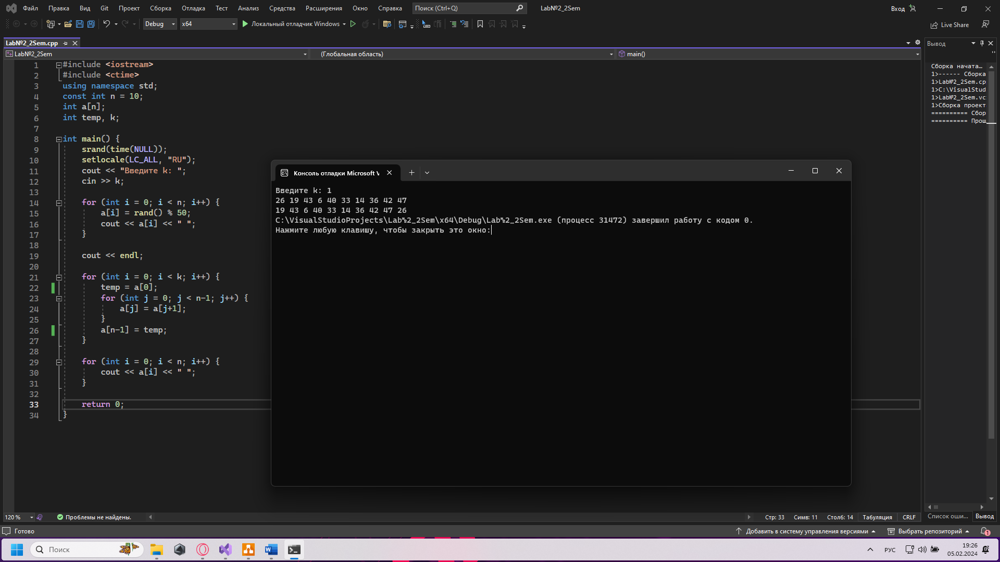 Файл Правка Вид Git Проект Сборка Отладка Тест Анализ Средства Расширения Окно Справка Поиск (Ctrl+Q) Lab№2_2Sem Вход
Debug x64 Локальный отладчик Windows Live Share
Lab№2_2Sem.cpp
Lab№2_2Sem (Глобальная область) main()
1 #include <iostream>
2 #include <ctime>
3 using namespace std;
4 const int n = 10;
5 int a[n];
6 int temp, k;
7
8 int main() {
9 srand(time(NULL));
10 setlocale(LC_ALL, "RU");
11 cout << "Введите k: ";
12 cin >> k;
13
14 for (int i = 0; i < n; i++) {
15 a[i] = rand() % 50;
16 cout << a[i] << " ";
17 }
18
19 cout << endl;
20
21 for (int i = 0; i < k; i++) {
22 temp = a[0];
23 for (int j = 0; j < n-1; j++) {
24 a[j] = a[j+1];
25 }
26 a[n-1] = temp;
27 }
28
29 for (int i = 0; i < n; i++) {
30 cout << a[i] << " ";
31 }
32
33 return 0;
34 }
Консоль отладки Microsoft V
Введите k: 1
26 19 43 6 40 33 14 36 42 47
19 43 6 40 33 14 36 42 47 26
C:\VisualStudioProjects\Lab№2_2Sem\x64\Debug\Lab№2_2Sem.exe (процесс 31472) завершил работу с кодом 0.
Нажмите любую клавишу, чтобы закрыть это окно:
Вывод
Сборка начата…
1>------ Сборка
1>Lab№2_2Sem.cp
1>C:\VisualStud
1>Lab№2_2Sem.vc
1>Сборка проект
========== Сбор
========== Прош
Список оши... Вывод
120 % Проблемы не найдены. Стр: 33 Симв: 11 Столб: 14 Табуляция CRLF
Готово Добавить в систему управления версиями Выбрать репозиторий 1
Поиск РУС 19:26
05.02.2024